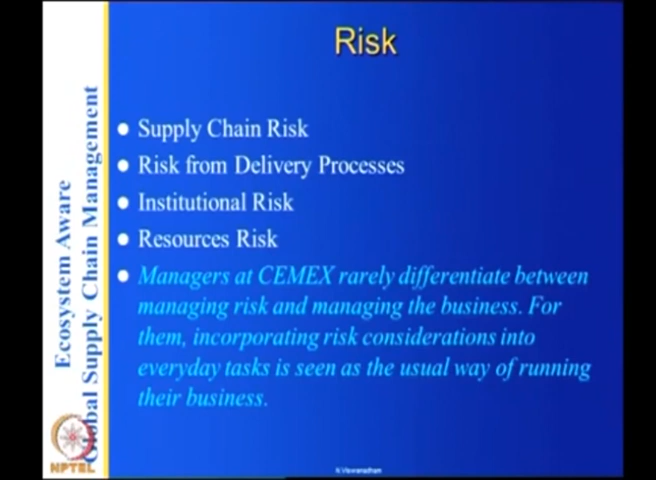 Risk
Supply Chain Risk
Risk from Delivery Processes
Institutional Risk
Resources Risk
Managers at CEMEX rarely differentiate between
managing risk and managing the business. For
them, incorporating risk considerations into
everyday tasks is seen as the usual way of running
their business.
Ecosystem Aware
Global Supply Chain Management
NPTEL
N.Viswanadham